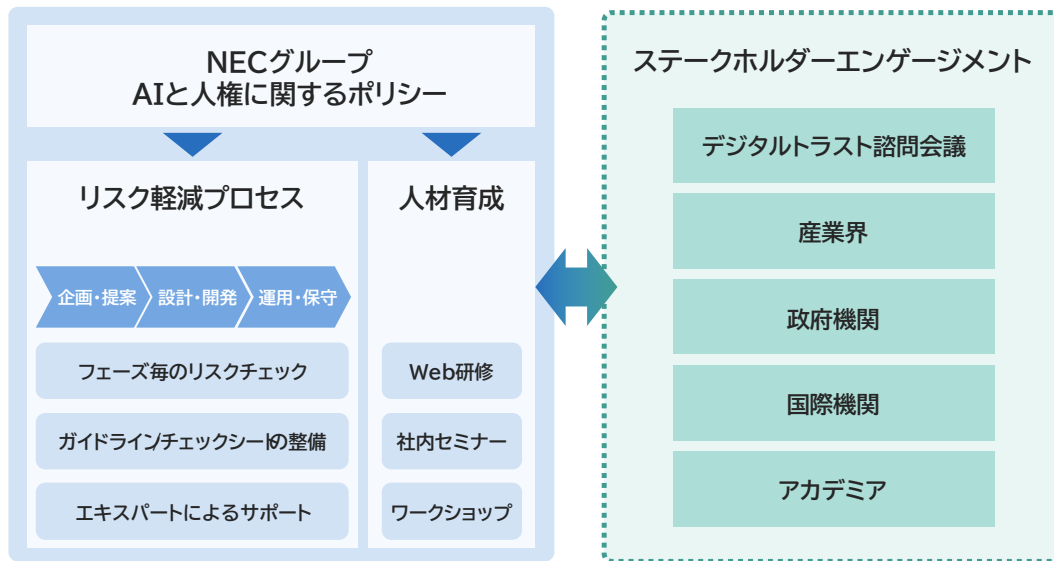 NECグループ
AIと人権に関するポリシー
リスク軽減プロセス
企画・提案
設計・開発
運用・保守
フェーズ毎のリスクチェック
ガイドライン/チェックシートの整備
エキスパートによるサポート
人材育成
Web研修
社内セミナー
ワークショップ
ステークホルダーエンゲージメント
デジタルトラスト諮問会議
産業界
政府機関
国際機関
アカデミア